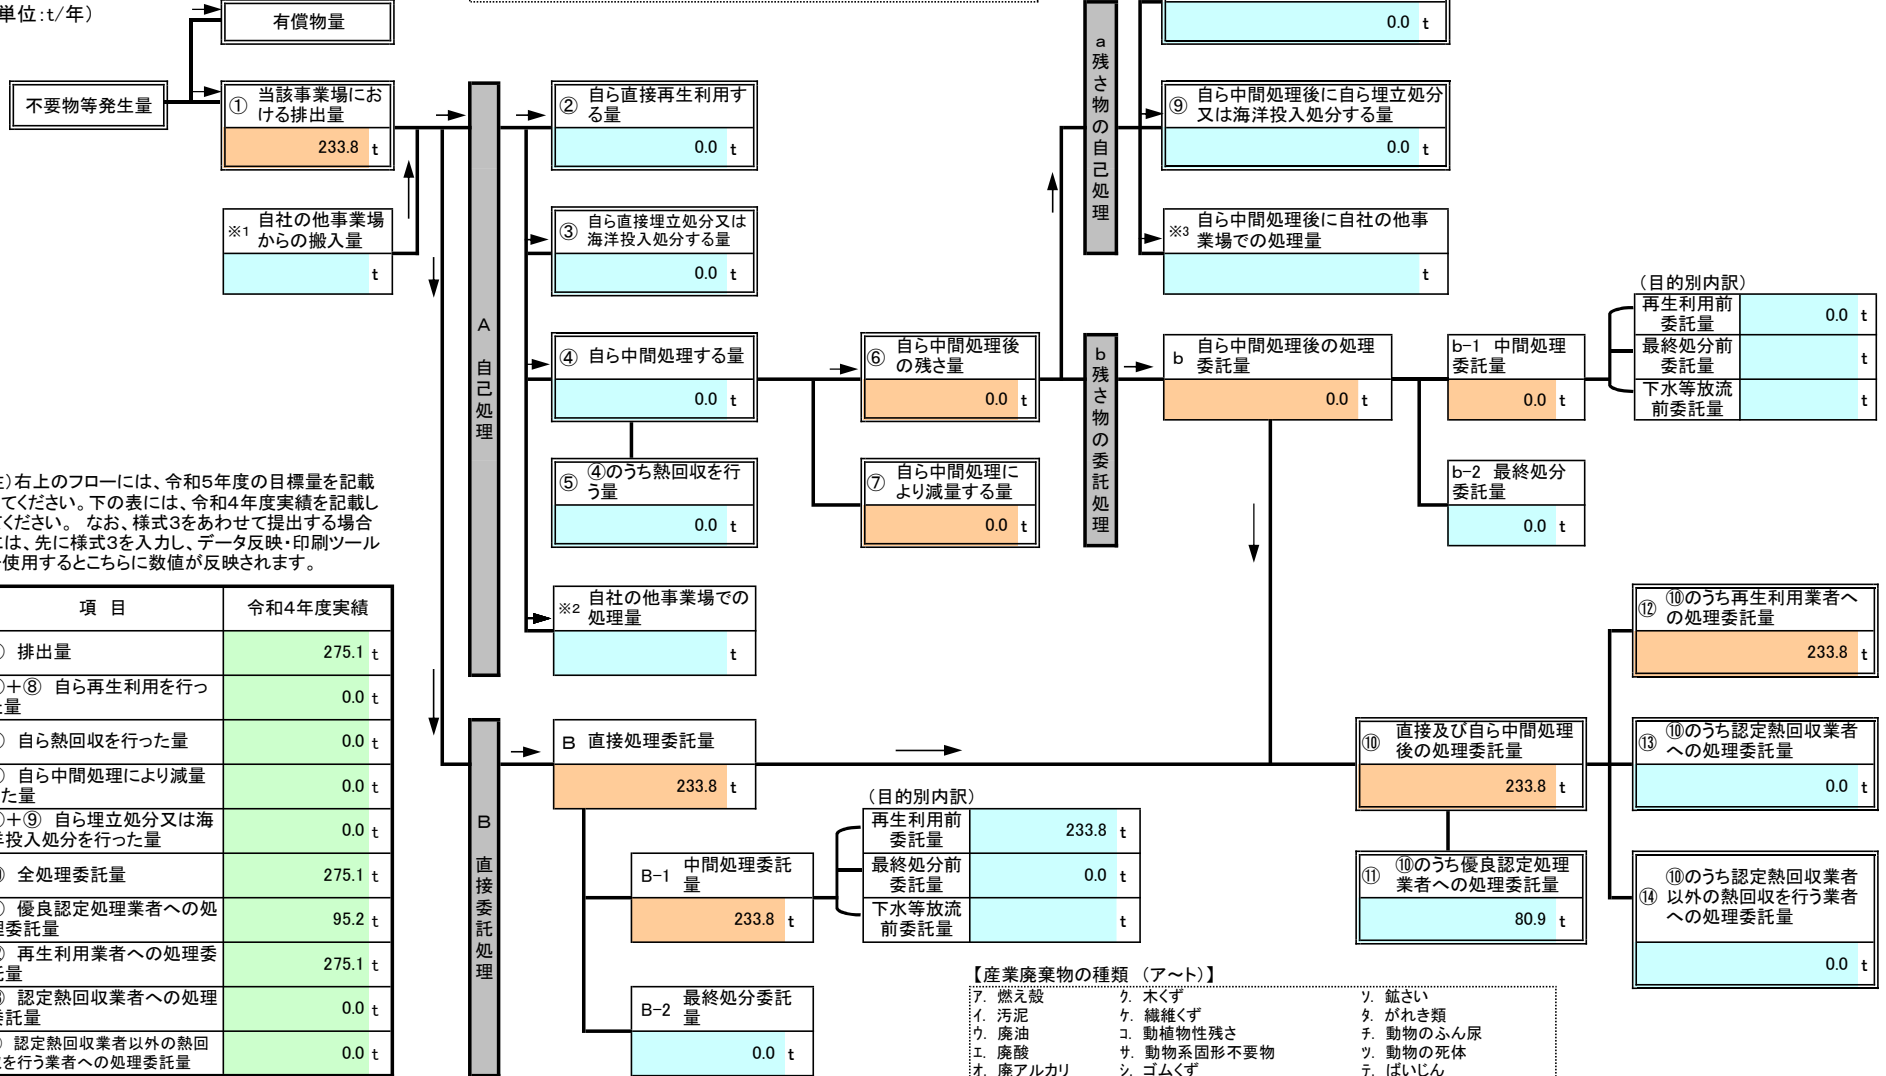 単位:t/年)
有償物量
不要物等発生量
① 当該事業場にお
ける排出量
233.8 t
※1 自社の他事業場
からの搬入量
t
A 自己処理
② 自ら直接再生利用す
る量
0.0 t
③ 自ら直接埋立処分又は
海洋投入処分する量
0.0 t
④ 自ら中間処理する量
0.0 t
⑤ ④のうち熱回収を行
う量
0.0 t
※2 自社の他事業場での
処理量
t
⑥ 自ら中間処理後
の残さ量
0.0 t
⑦ 自ら中間処理に
より減量する量
0.0 t
a残さ物の自己処理
0.0 t
⑨ 自ら中間処理後に自ら埋立処分
又は海洋投入処分する量
0.0 t
※3 自ら中間処理後に自社の他事
業場での処理量
t
b残さ物の委託処理
b 自ら中間処理後の処理
委託量
0.0 t
b-1 中間処理
委託量
0.0 t
b-2 最終処分
委託量
0.0 t
(目的別内訳)
再生利用前
委託量
0.0 t
最終処分前
委託量
t
下水等放流
前委託量
t
)右上のフローには、令和5年度の目標量を記載
てください。下の表には、令和4年度実績を記載し
ください。 なお、様式3をあわせて提出する場合
は、先に様式3を入力し、データ反映・印刷ツール
使用するとこちらに数値が反映されます。
項 目 令和4年度実績
) 排出量 275.1 t
)+⑧ 自ら再生利用を行っ
量 0.0 t
) 自ら熱回収を行った量 0.0 t
) 自ら中間処理により減量
た量 0.0 t
)+⑨ 自ら埋立処分又は海
投入処分を行った量 0.0 t
) 全処理委託量 275.1 t
) 優良認定処理業者への処
委託量 95.2 t
再生利用業者への処理委
量 275.1 t
認定熱回収業者への処理
託量 0.0 t
) 認定熱回収業者以外の熱回
を行う業者への処理委託量 0.0 t
B 直接委託処理
B 直接処理委託量
233.8 t
B-1 中間処理委託
量
233.8 t
B-2 最終処分委託
量
0.0 t
(目的別内訳)
再生利用前
委託量
233.8 t
最終処分前
委託量
0.0 t
下水等放流
前委託量
t
⑩ 直接及び自ら中間処理
後の処理委託量
233.8 t
⑪ ⑩のうち優良認定処理
業者への処理委託量
80.9 t
⑫ ⑩のうち再生利用業者へ
の処理委託量
233.8 t
⑬ ⑩のうち認定熱回収業者
への処理委託量
0.0 t
⑭ ⑩のうち認定熱回収業者
以外の熱回収を行う業者
への処理委託量
0.0 t
【産業廃棄物の種類 (ア~ト)】
ア. 燃え殻 ク. 木くず ソ. 鉱さい
イ. 汚泥 ケ. 繊維くず タ. がれき類
ウ. 廃油 コ. 動植物性残さ チ. 動物のふん尿
エ. 廃酸 サ. 動物系固形不要物 ツ. 動物の死体
オ. 廃アルカリ シ. ゴムくず テ. ばいじん